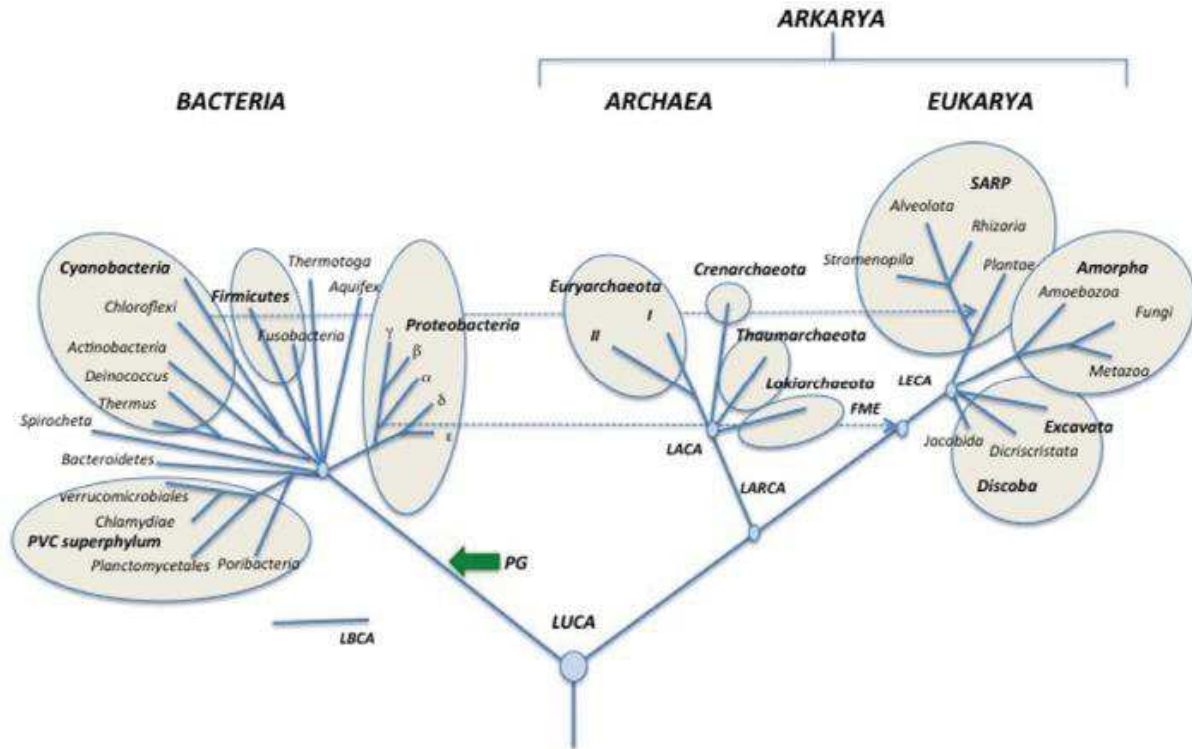 ARKARYA
BACTERIA
ARCHAEA
EUKARYA
SARP
Alveolata
Rhizaria
Stramenopila
Plantae
Amorpha
Amoebozoa
Fungi
Metazoa
Cyanobacteria
Chloroflexi
Actinobacteria
Deinococcus
Thermus
Spirocheta
Bacteroidetes
Verrucomicrobiales
Chlamydiae
PVC superphylum
Planctomycetales
Poribacteria
Firmicutes
Fusobacteria
Thermotoga
Aquifex
Proteobacteria
γ
β
α
δ
ε
Euryarchaeota
I
II
Crenarchaeota
Thaumarchaeota
Lokiarchaeota
FME
LECA
LACA
LARCA
Jacobida
Excavata
Dicriscristata
Discoba
PG
LUCA
LBCA